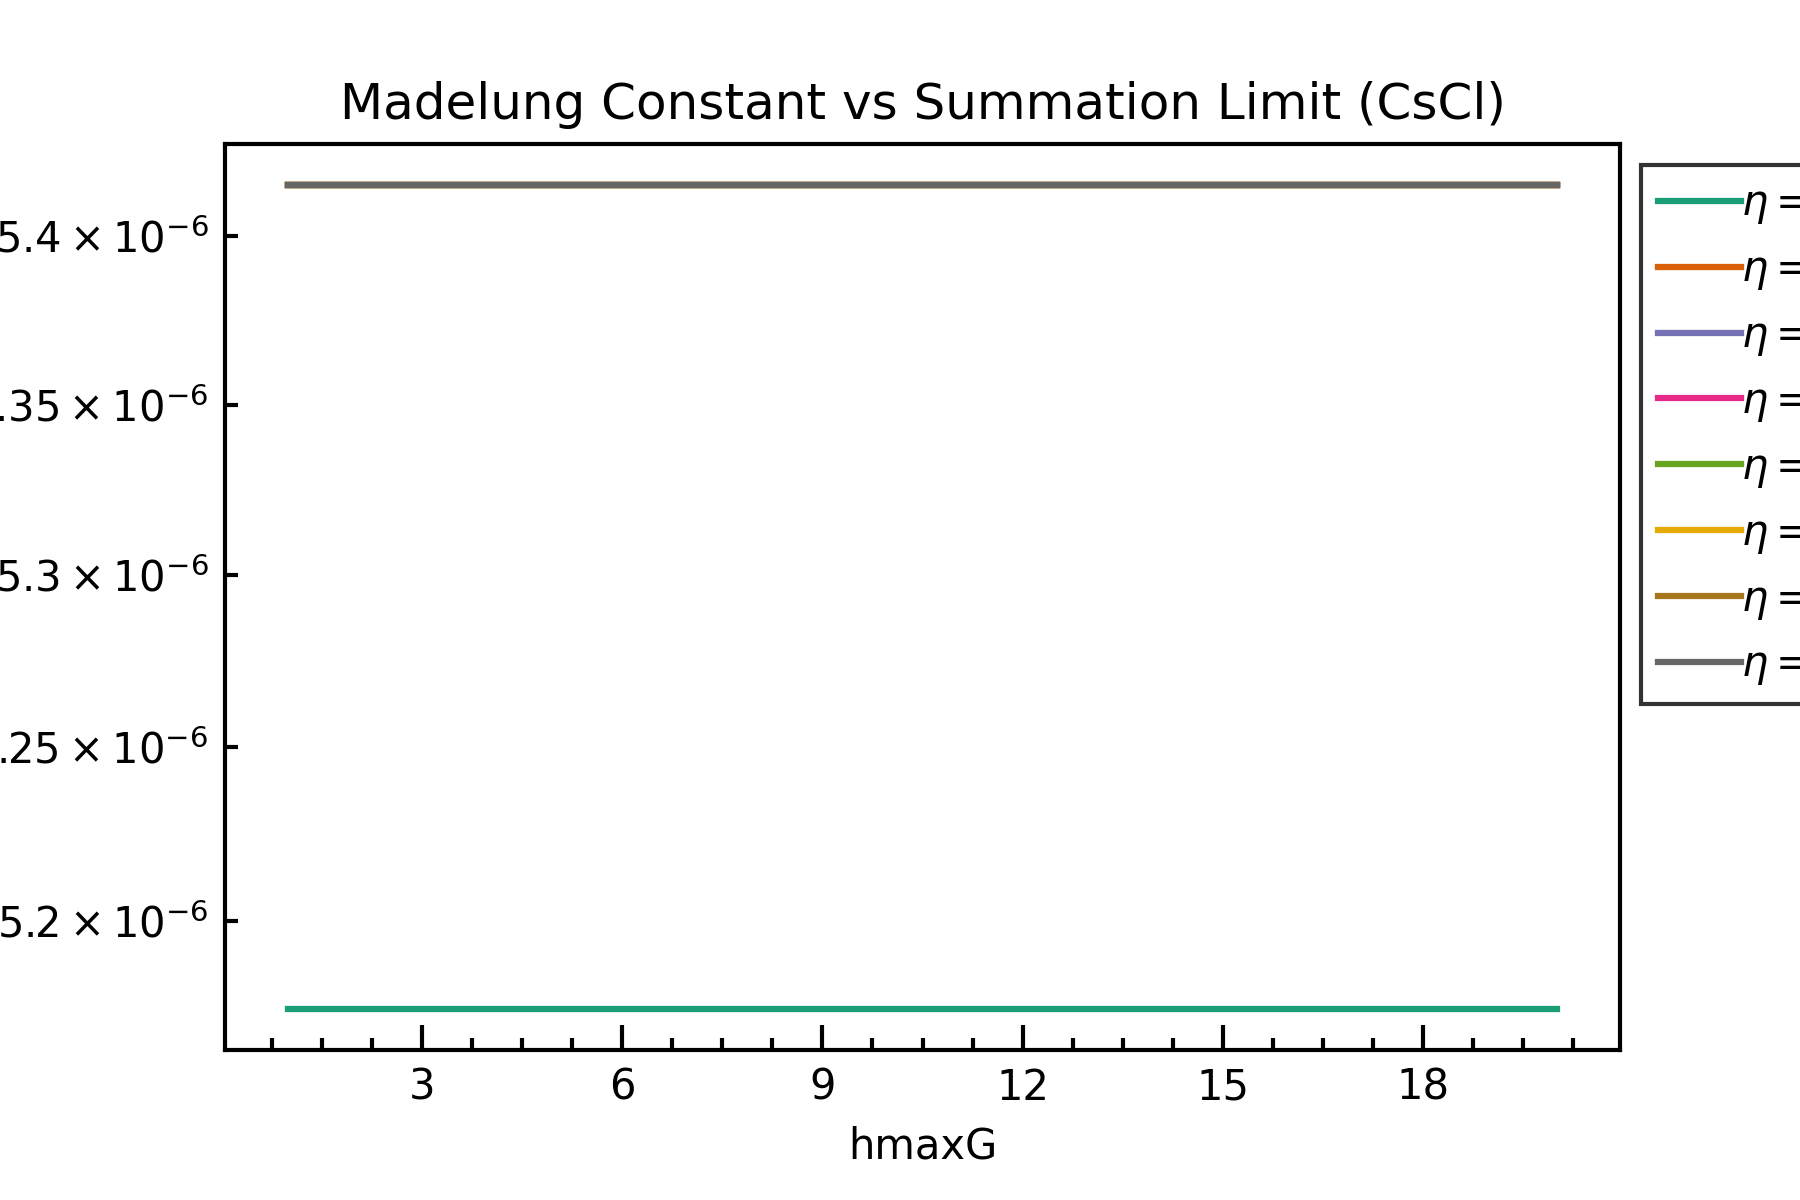 Madelung Constant vs Summation Limit (CsCl)
5.4 × 10⁻⁶
.35 × 10⁻⁶
5.3 × 10⁻⁶
.25 × 10⁻⁶
5.2 × 10⁻⁶
3 6 9 12 15 18
hmaxG
η =
η =
η =
η =
η =
η =
η =
η =